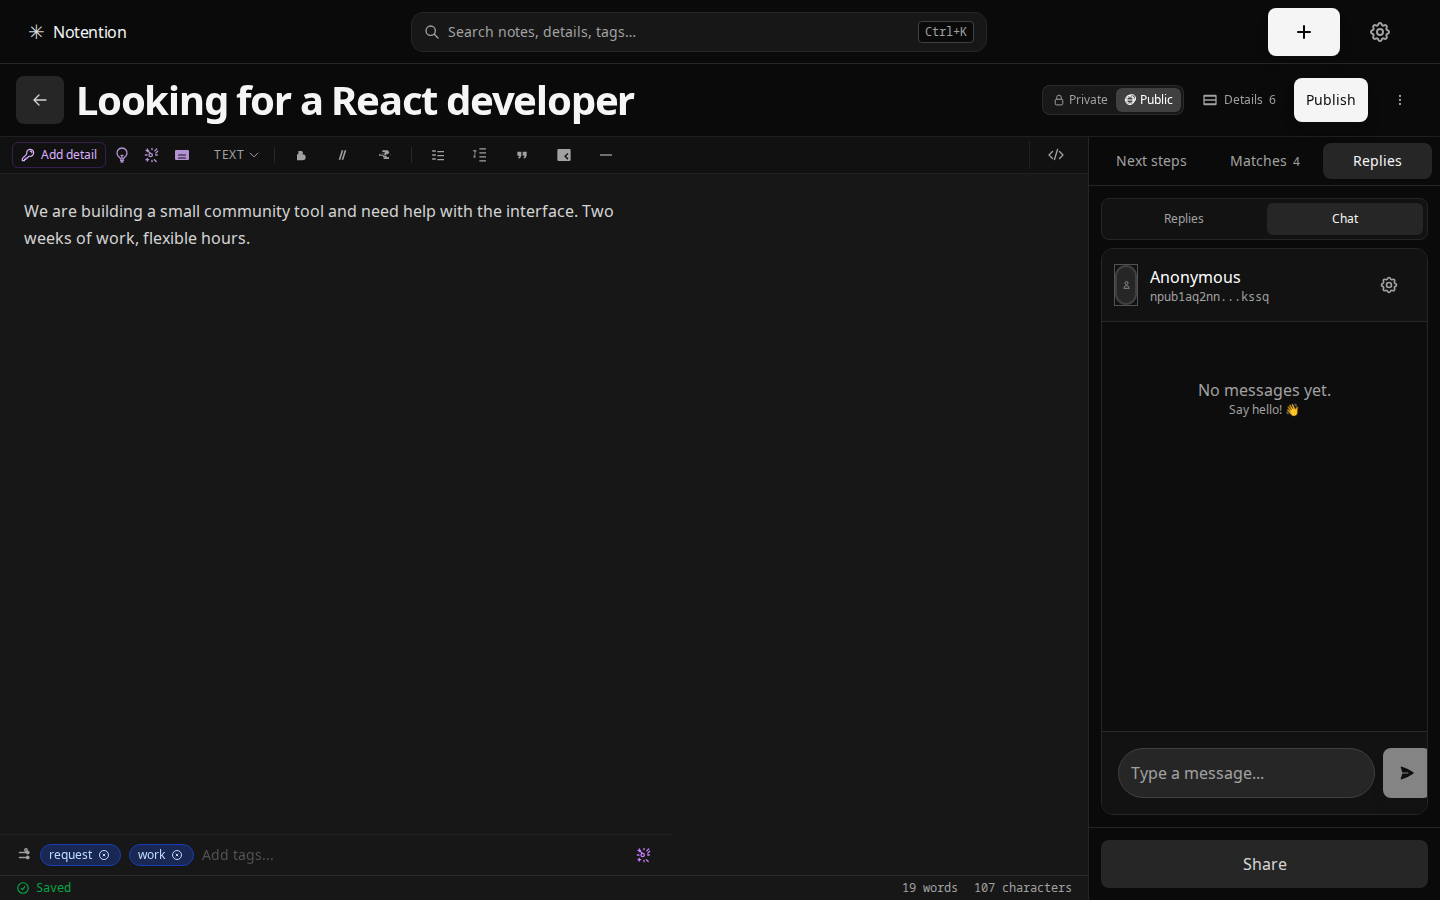 Notention
Search notes, details, tags...
Ctrl+K
Looking for a React developer
Private
Public
Details 6
Publish
Add detail
TEXT
Next steps
Matches 4
Replies
We are building a small community tool and need help with the interface. Two
weeks of work, flexible hours.
Replies
Chat
Anonymous
npub1aq2nn...kssq
No messages yet.
Say hello! 👋
Type a message...
request
work
Add tags...
Share
Saved
19 words
107 characters